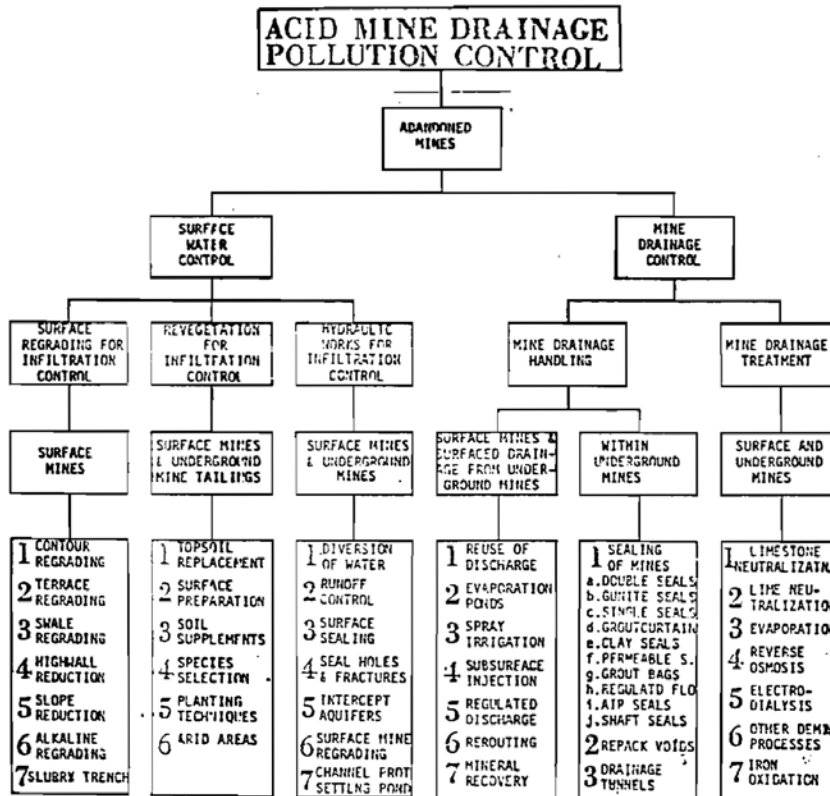 ACID MINE DRAINAGE
POLLUTION CONTROL
ABANDONED
MINES
SURFACE
WATER
CONTPOL
MINE
DRAINAGE
CONTROL
SURFACE
REGRADING FOR
INFILTRATION
CONTROL
REVEGETATION
FOR
INFILTFATION
CONTROL
HYDRAULIC
WORKS FOR
INFILTRATION
CONTROL
MINE DRAINAGE
HANDLING
MINE DRAINAGE
TREATMENT
SURFACE
MINES
SURFACE MINES
& UNDERGROUND
MINE TAILINGS
SURFACE MINES
& UNDERGROUND
MINES
SURFACE MINES &
SURFACED DRAIN-
AGE FROM UNDER-
GROUND MINES
WITHIN
UNDERGROUND
MINES
SURFACE AND
UNDERGROUND
MINES
1 CONTOUR
REGRADING
2 TERRACE
REGRADING
3 SWALE
REGRADING
4 HIGHWALL
REDUCTION
5 SLOPE
REDUCTION
6 ALKALINE
REGRADING
7 SLURRY TRENCH
1 TOPSOIL
REPLACEMENT
2 SURFACE
PREPARATION
3 SOIL
SUPPLEMENTS
4 SPECIES
SELECTION
5 PLANTING
TECHNIQUES
6 ARID AREAS
1 DIVERSION
OF WATER
2 RUNOFF
CONTROL
3 SURFACE
SEALING
4 SEAL HOLES
& FRACTURES
5 INTERCEPT
AQUIFERS
6 SURFACE MINE
REGRADING
7 CHANNEL PROT
SETTLNG POND
1 REUSE OF
DISCHARGE
2 EVAPORATION
PONDS
3 SPRAY
IRRIGATION
4 SUBSURFACE
INJECTION
5 REGULATED
DISCHARGE
6 REROUTING
7 MINERAL
RECOVERY
1 SEALING
OF MINES
a. DOUBLE SEALS
b. GUNITE SEALS
c. SINGLE SEALS
d. GROUTCURTAIN
e. CLAY SEALS
f. PERMEABLE S.
g. GROUT BAGS
h. REGULATD FLO
i. AIP SEALS
j. SHAFT SEALS
2 REPACK VOIDS
3 DRAINAGE
TUNNELS
1 LIMESTONE
NEUTRALIZATN
2 LIME NEU-
TRALIZATION
3 EVAPORATIO
4 REVERSE
OSMOSIS
5 ELECTRO-
DIALYSIS
6 OTHER DEMN
PROCESSES
7 IRON
OXIDATION